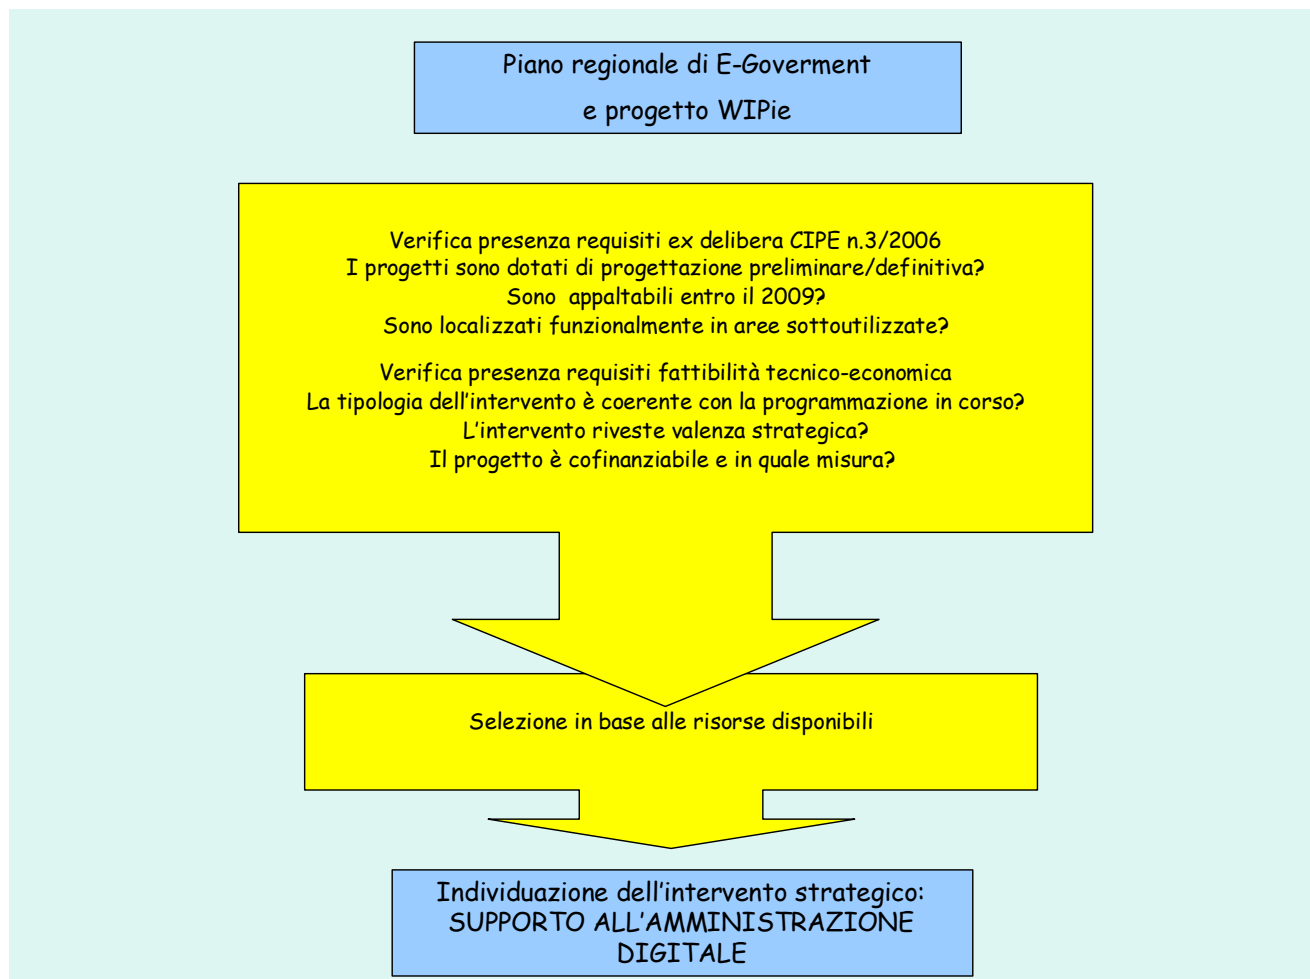 Piano regionale di E-Goverment
e progetto WIPie
Verifica presenza requisiti ex delibera CIPE n.3/2006
I progetti sono dotati di progettazione preliminare/definitiva?
Sono appaltabili entro il 2009?
Sono localizzati funzionalmente in aree sottoutilizzate?
Verifica presenza requisiti fattibilità tecnico-economica
La tipologia dell'intervento è coerente con la programmazione in corso?
L'intervento riveste valenza strategica?
Il progetto è cofinanziabile e in quale misura?
Selezione in base alle risorse disponibili
Individuazione dell'intervento strategico:
SUPPORTO ALL'AMMINISTRAZIONE
DIGITALE